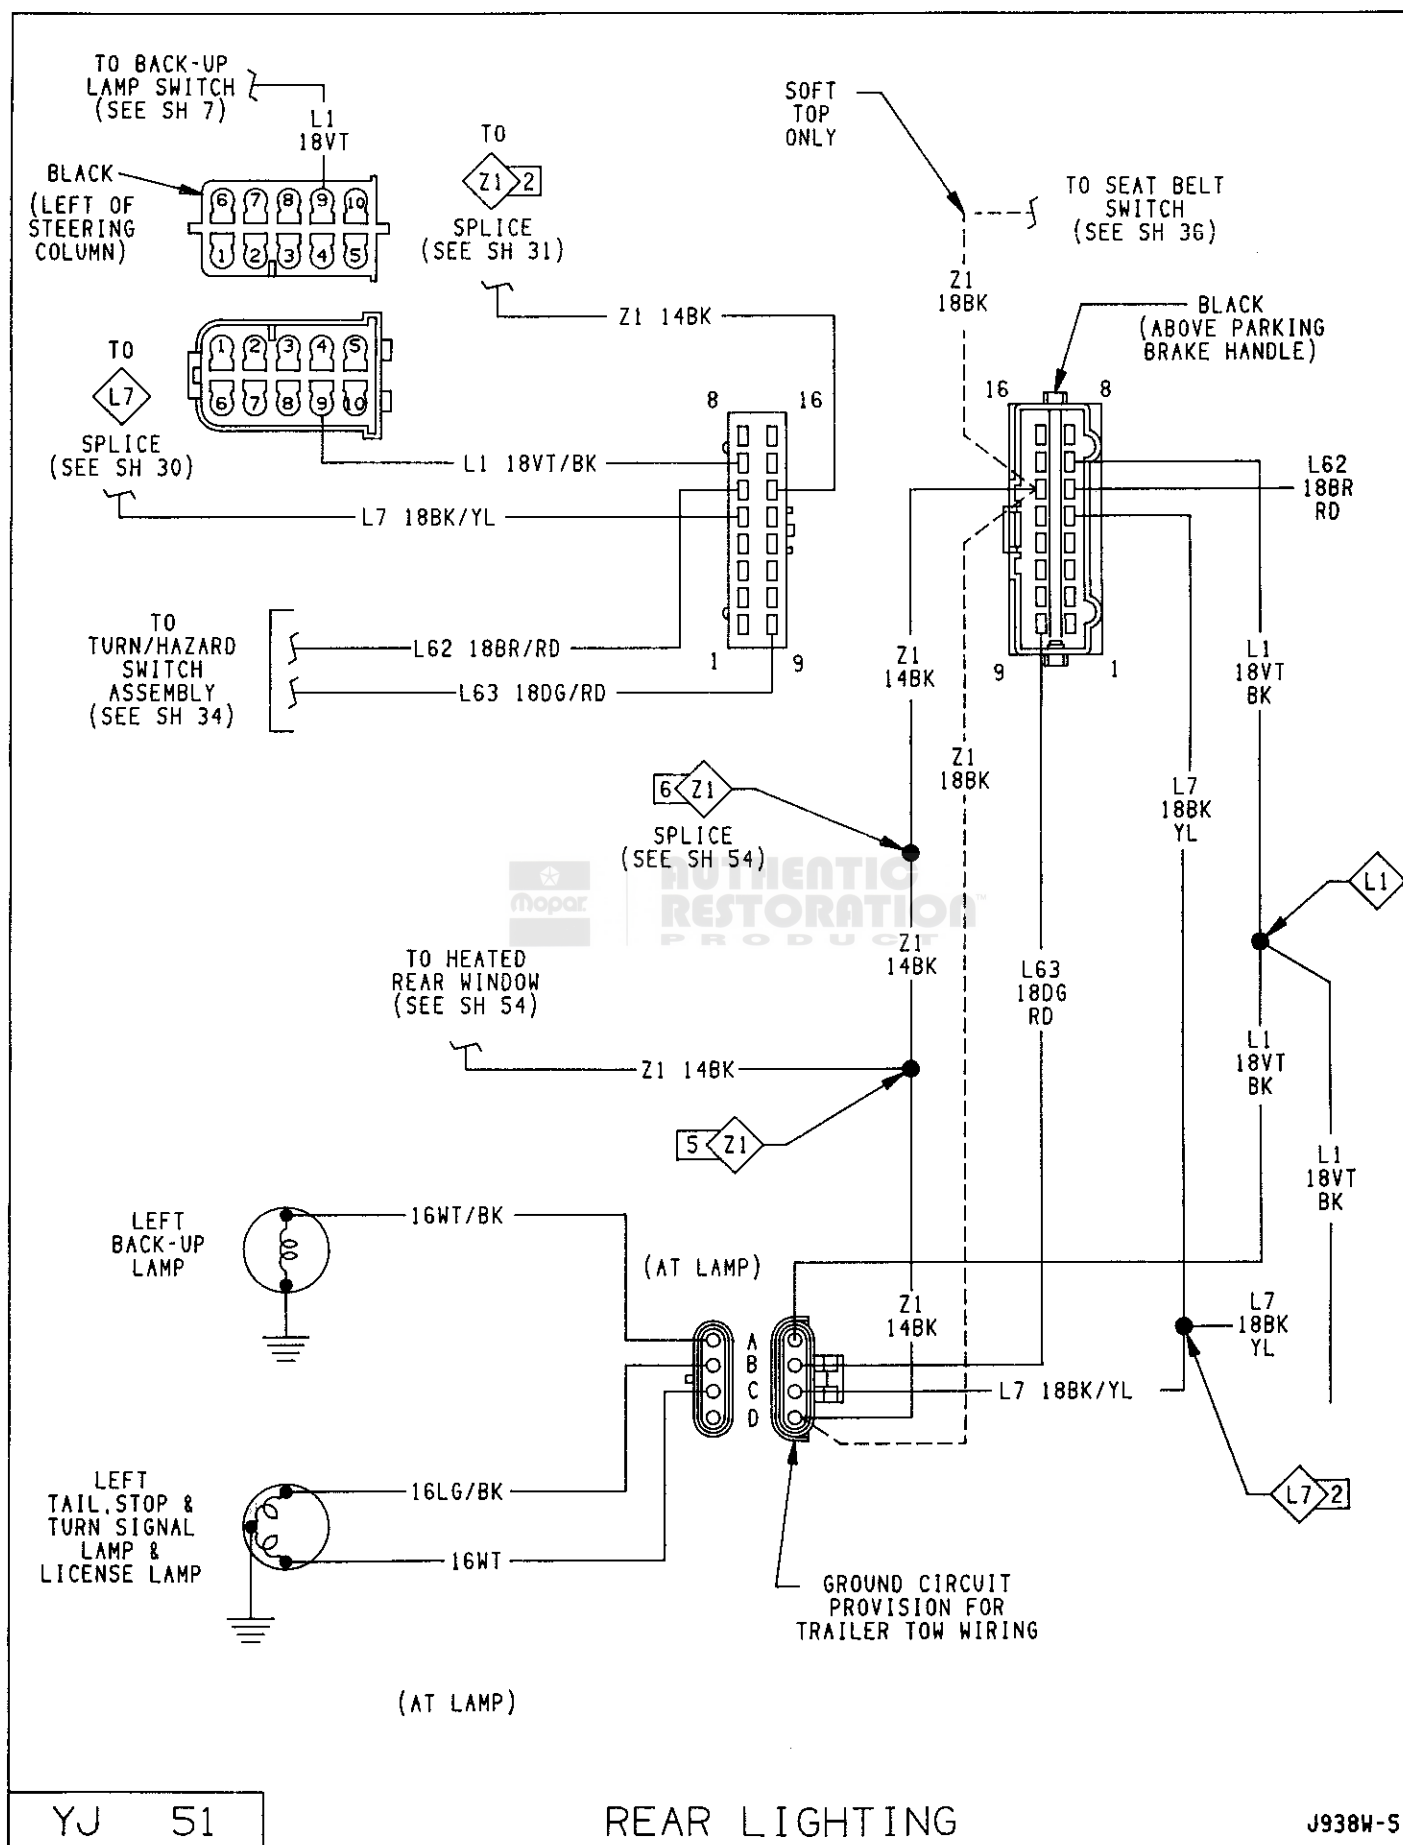 TO BACK-UP
LAMP SWITCH
(SEE SH 7)
L1
18VT
BLACK
(LEFT OF
STEERING
COLUMN)
6 7 8 9 10
1 2 3 4 5
TO
Z1 2
SPLICE
(SEE SH 31)
SOFT
TOP
ONLY
TO SEAT BELT
SWITCH
(SEE SH 36)
Z1
18BK
BLACK
(ABOVE PARKING
BRAKE HANDLE)
Z1 14BK
1 2 3 4 5
6 7 8 9 10
TO
L7
SPLICE
(SEE SH 30)
8 16
16 8
L1 18VT/BK
L7 18BK/YL
L62
18BR
RD
TO
TURN/HAZARD
SWITCH
ASSEMBLY
(SEE SH 34)
L62 18BR/RD
L63 18DG/RD
1 9
9 1
Z1
14BK
L1
18VT
BK
Z1
18BK
L7
18BK
YL
6 Z1
SPLICE
(SEE SH 54)
L1
Mopar
AUTHENTIC
RESTORATION™
PRODUCT
Z1
14BK
L63
18DG
RD
TO HEATED
REAR WINDOW
(SEE SH 54)
Z1 14BK
L1
18VT
BK
5 Z1
L1
18VT
BK
LEFT
BACK-UP
LAMP
16WT/BK
(AT LAMP)
Z1
14BK
L7
18BK
YL
A
B
C
D
L7 18BK/YL
LEFT
TAIL, STOP &
TURN SIGNAL
LAMP &
LICENSE LAMP
16LG/BK
16WT
L7 2
GROUND CIRCUIT
PROVISION FOR
TRAILER TOW WIRING
(AT LAMP)
YJ 51
REAR LIGHTING
J938W-5